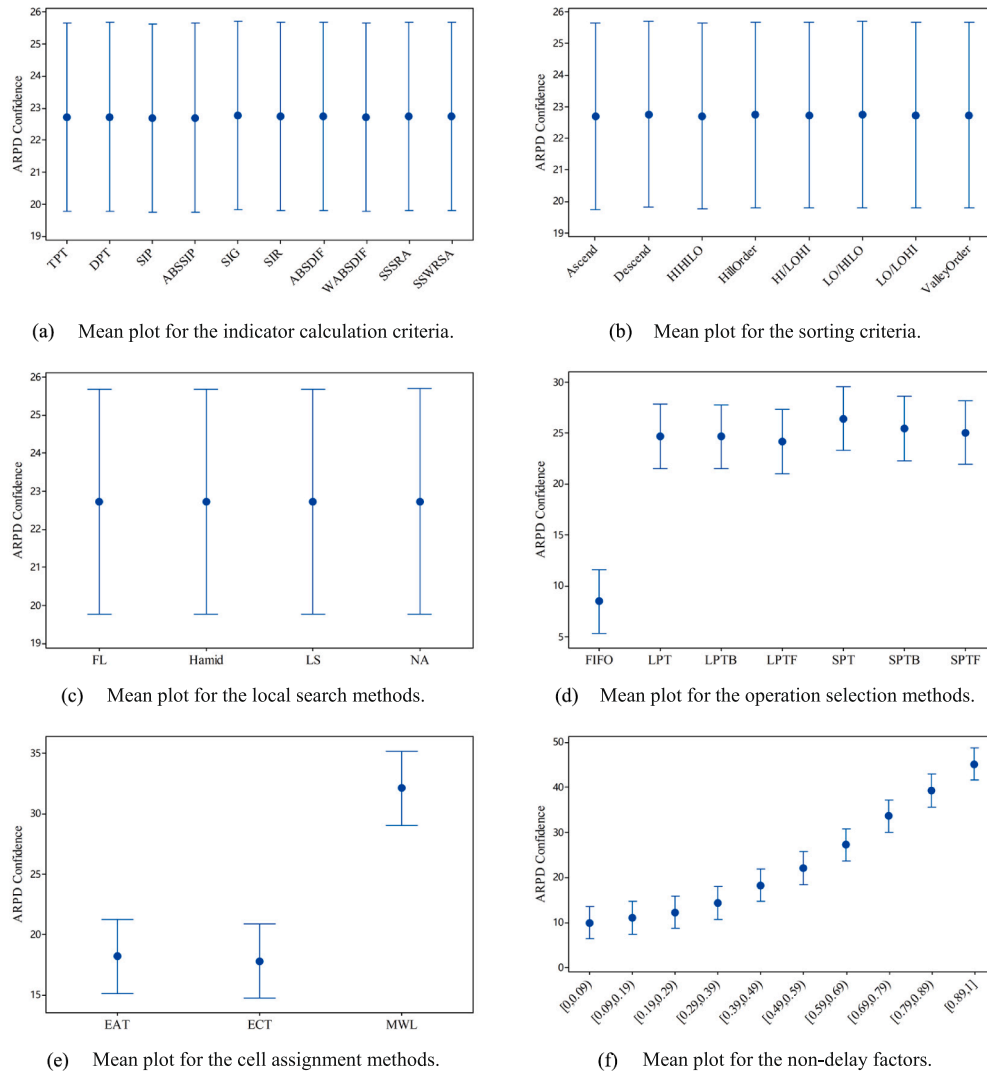 26
25
24
23
22
21
20
19
ARPD Confidence
TPT DPT SIP ABSSIP SIG SIR ABSDIF WABSDIF SSSRA SSWRSA
(a) Mean plot for the indicator calculation criteria.
26
25
24
23
22
21
20
19
ARPD Confidence
Ascend Descend HIHILO HillOrder HI/LOHI LO/HILO LO/LOHI ValleyOrder
(b) Mean plot for the sorting criteria.
26
25
24
23
22
21
20
19
ARPD Confidence
FL Hamid LS NA
(c) Mean plot for the local search methods.
30
25
20
15
10
5
ARPD Confidence
FIFO LPT LPTB LPTF SPT SPTB SPTF
(d) Mean plot for the operation selection methods.
35
30
25
20
15
ARPD Confidence
EAT ECT MWL
(e) Mean plot for the cell assignment methods.
50
40
30
20
10
0
ARPD Confidence
[0,0.09) [0.09,0.19) [0.19,0.29) [0.29,0.39) [0.39,0.49) [0.49,0.59) [0.59,0.69) [0.69,0.79) [0.79,0.89) [0.89,1]
(f) Mean plot for the non-delay factors.